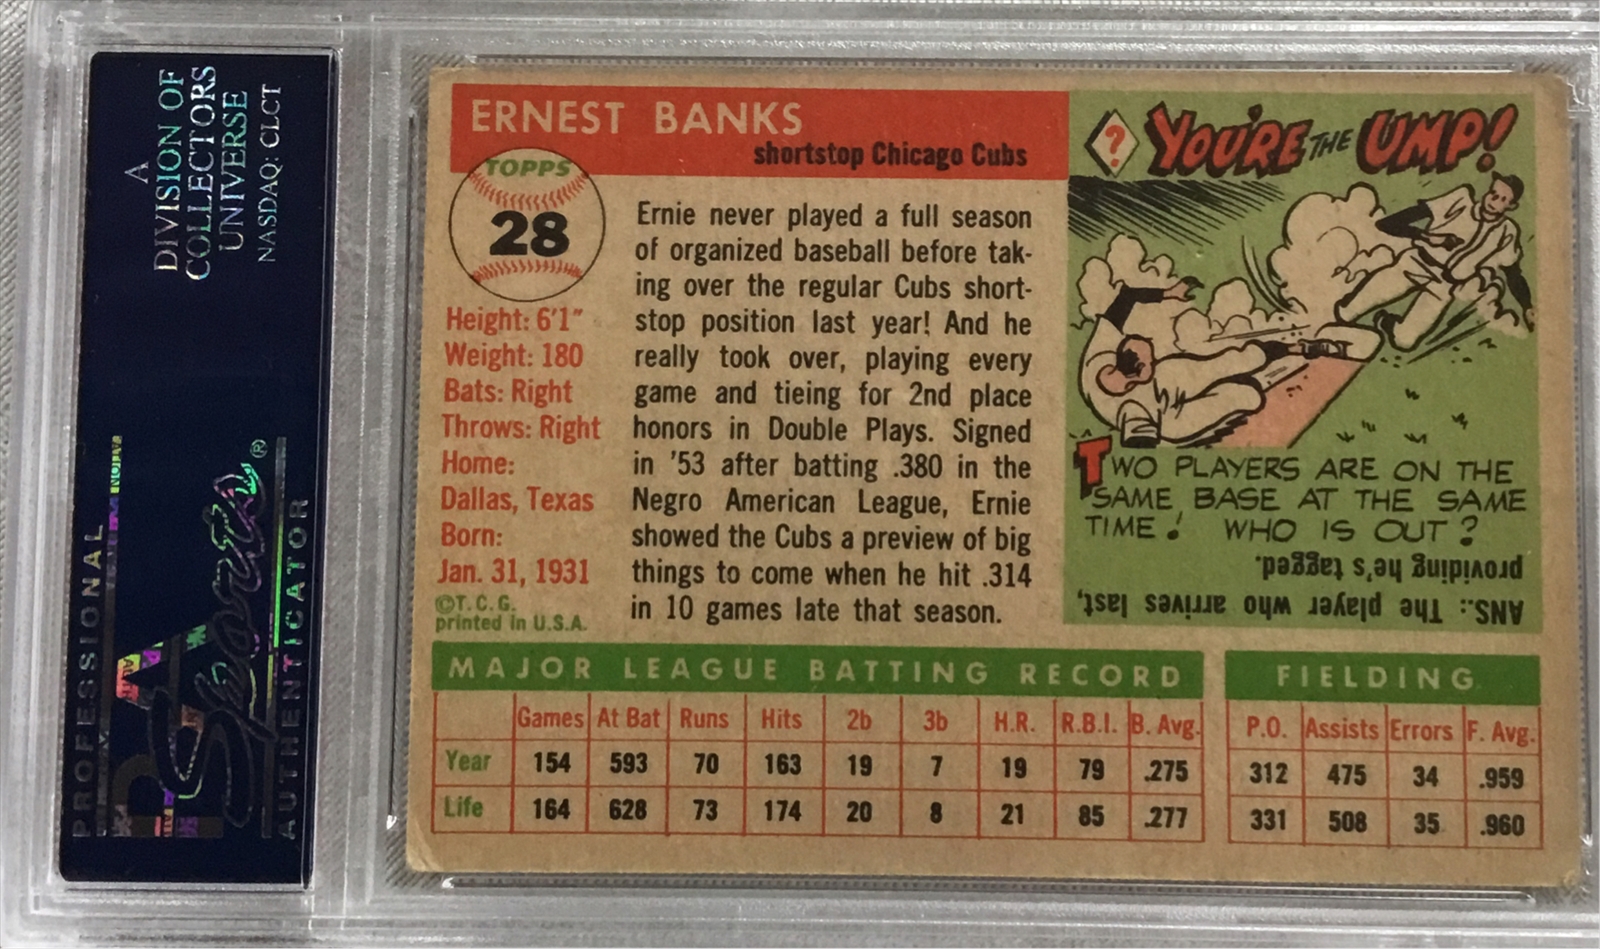 A
DIVISION OF
COLLECTORS
UNIVERSE
NASDAQ: CLCT
PROFESSIONAL
Sports
AUTHENTICATOR
®
ERNEST BANKS
shortstop Chicago Cubs
TOPPS
28
Height: 6'1"
Weight: 180
Bats: Right
Throws: Right
Home:
Dallas, Texas
Born:
Jan. 31, 1931
©T.C.G.
printed in U.S.A.
Ernie never played a full season
of organized baseball before tak-
ing over the regular Cubs short-
stop position last year! And he
really took over, playing every
game and tieing for 2nd place
honors in Double Plays. Signed
in '53 after batting .380 in the
Negro American League, Ernie
showed the Cubs a preview of big
things to come when he hit .314
in 10 games late that season.
? YOU'RE THE UMP!
TWO PLAYERS ARE ON THE
SAME BASE AT THE SAME
TIME! WHO IS OUT?
ANS.: The player who arrives last,
providing he's tagged.
MAJOR LEAGUE BATTING RECORD
Games At Bat Runs Hits 2b 3b H.R. R.B.I. B. Avg.
Year 154 593 70 163 19 7 19 79 .275
Life 164 628 73 174 20 8 21 85 .277
FIELDING
P.O. Assists Errors F. Avg.
312 475 34 .959
331 508 35 .960